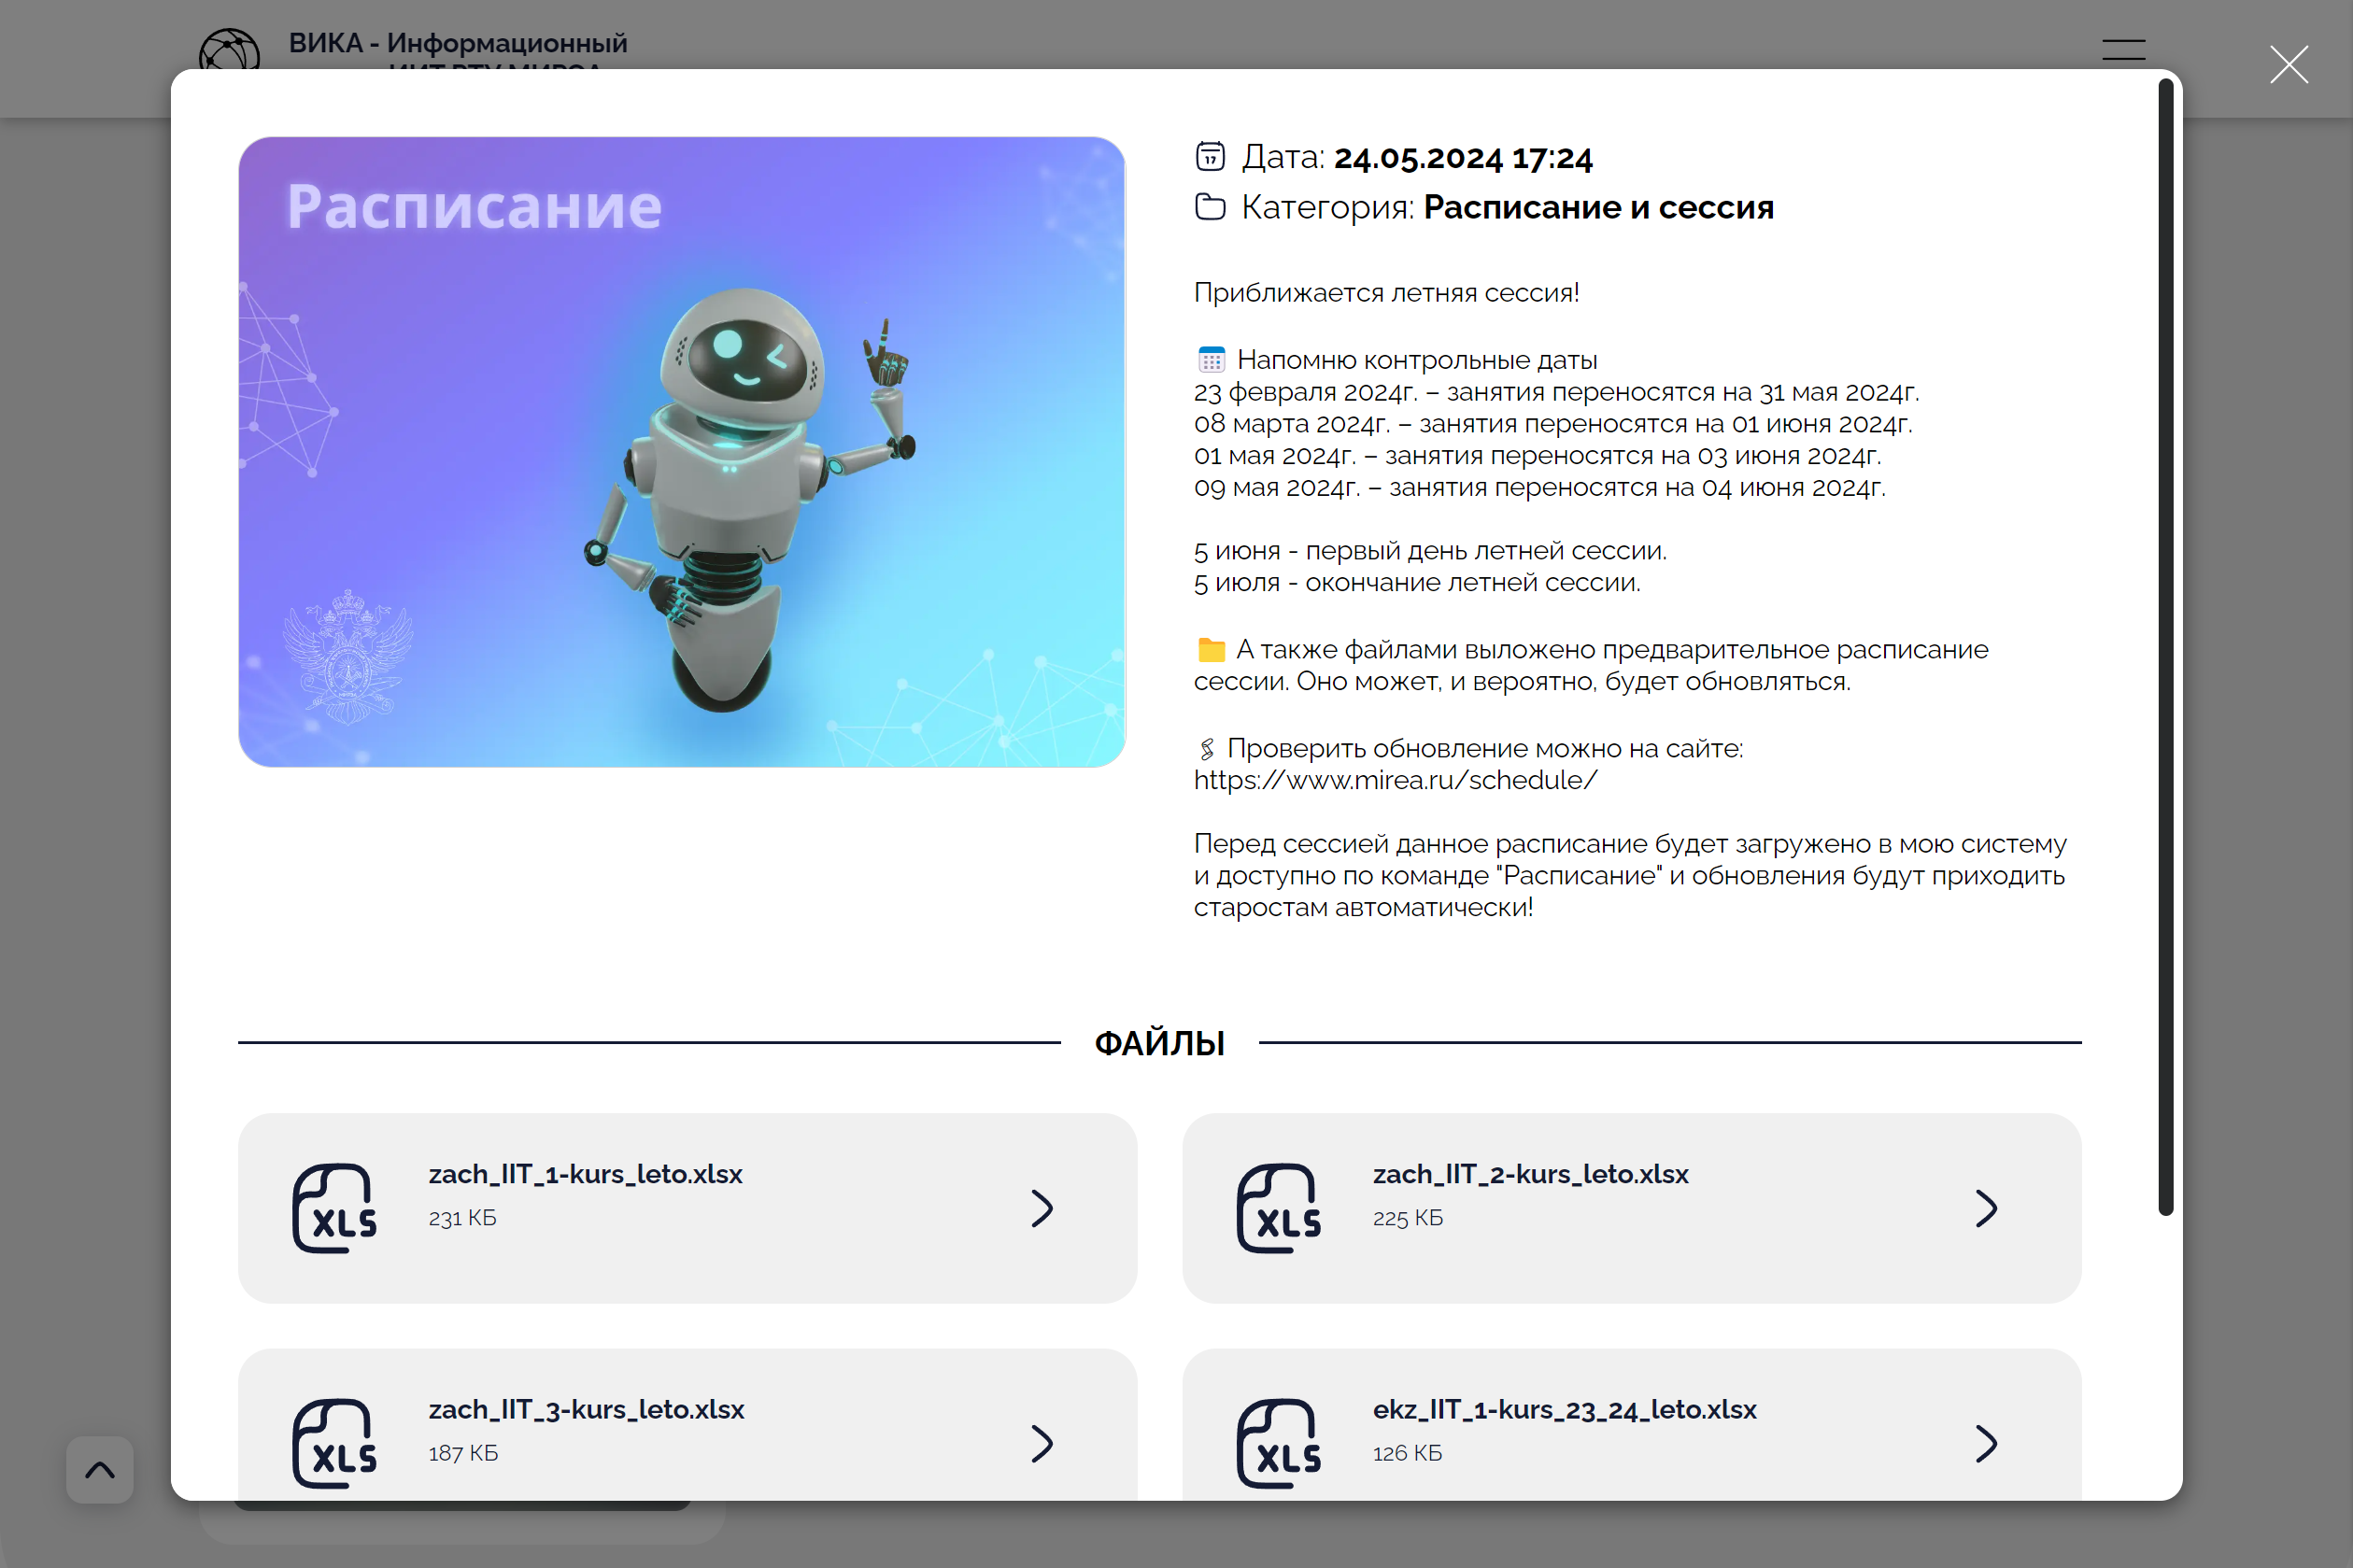 ВИКА - Информационный
ИИТ РТУ МИРЭА
Расписание
17
Дата: 24.05.2024 17:24
Категория: Расписание и сессия
Приближается летняя сессия!
Напомню контрольные даты
23 февраля 2024г. – занятия переносятся на 31 мая 2024г.
08 марта 2024г. – занятия переносятся на 01 июня 2024г.
01 мая 2024г. – занятия переносятся на 03 июня 2024г.
09 мая 2024г. – занятия переносятся на 04 июня 2024г.
5 июня - первый день летней сессии.
5 июля - окончание летней сессии.
А также файлами выложено предварительное расписание
сессии. Оно может, и вероятно, будет обновляться.
Проверить обновление можно на сайте:
https://www.mirea.ru/schedule/
Перед сессией данное расписание будет загружено в мою систему
и доступно по команде "Расписание" и обновления будут приходить
старостам автоматически!
ФАЙЛЫ
XLS
zach_IIT_1-kurs_leto.xlsx
231 КБ
XLS
zach_IIT_2-kurs_leto.xlsx
225 КБ
XLS
zach_IIT_3-kurs_leto.xlsx
187 КБ
XLS
ekz_IIT_1-kurs_23_24_leto.xlsx
126 КБ